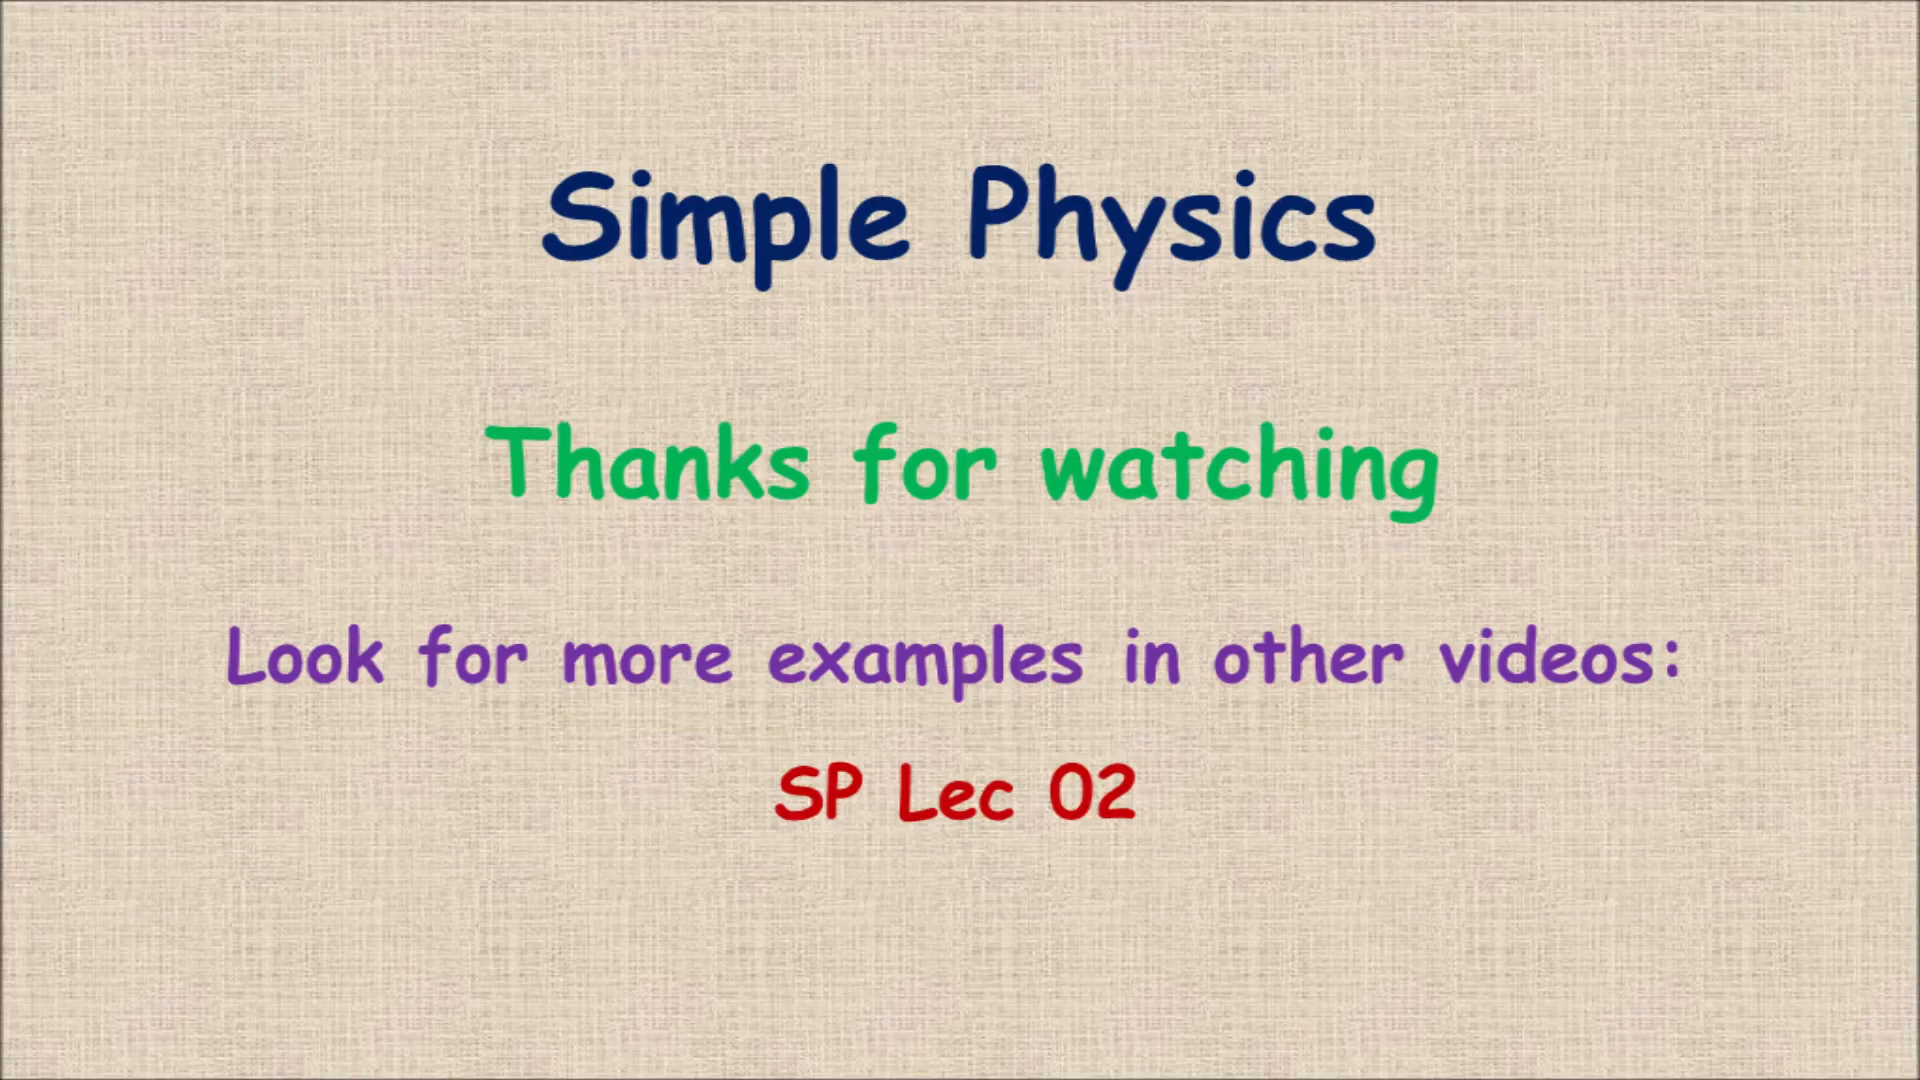 Simple Physics
Thanks for watching
Look for more examples in other videos:
SP Lec 02